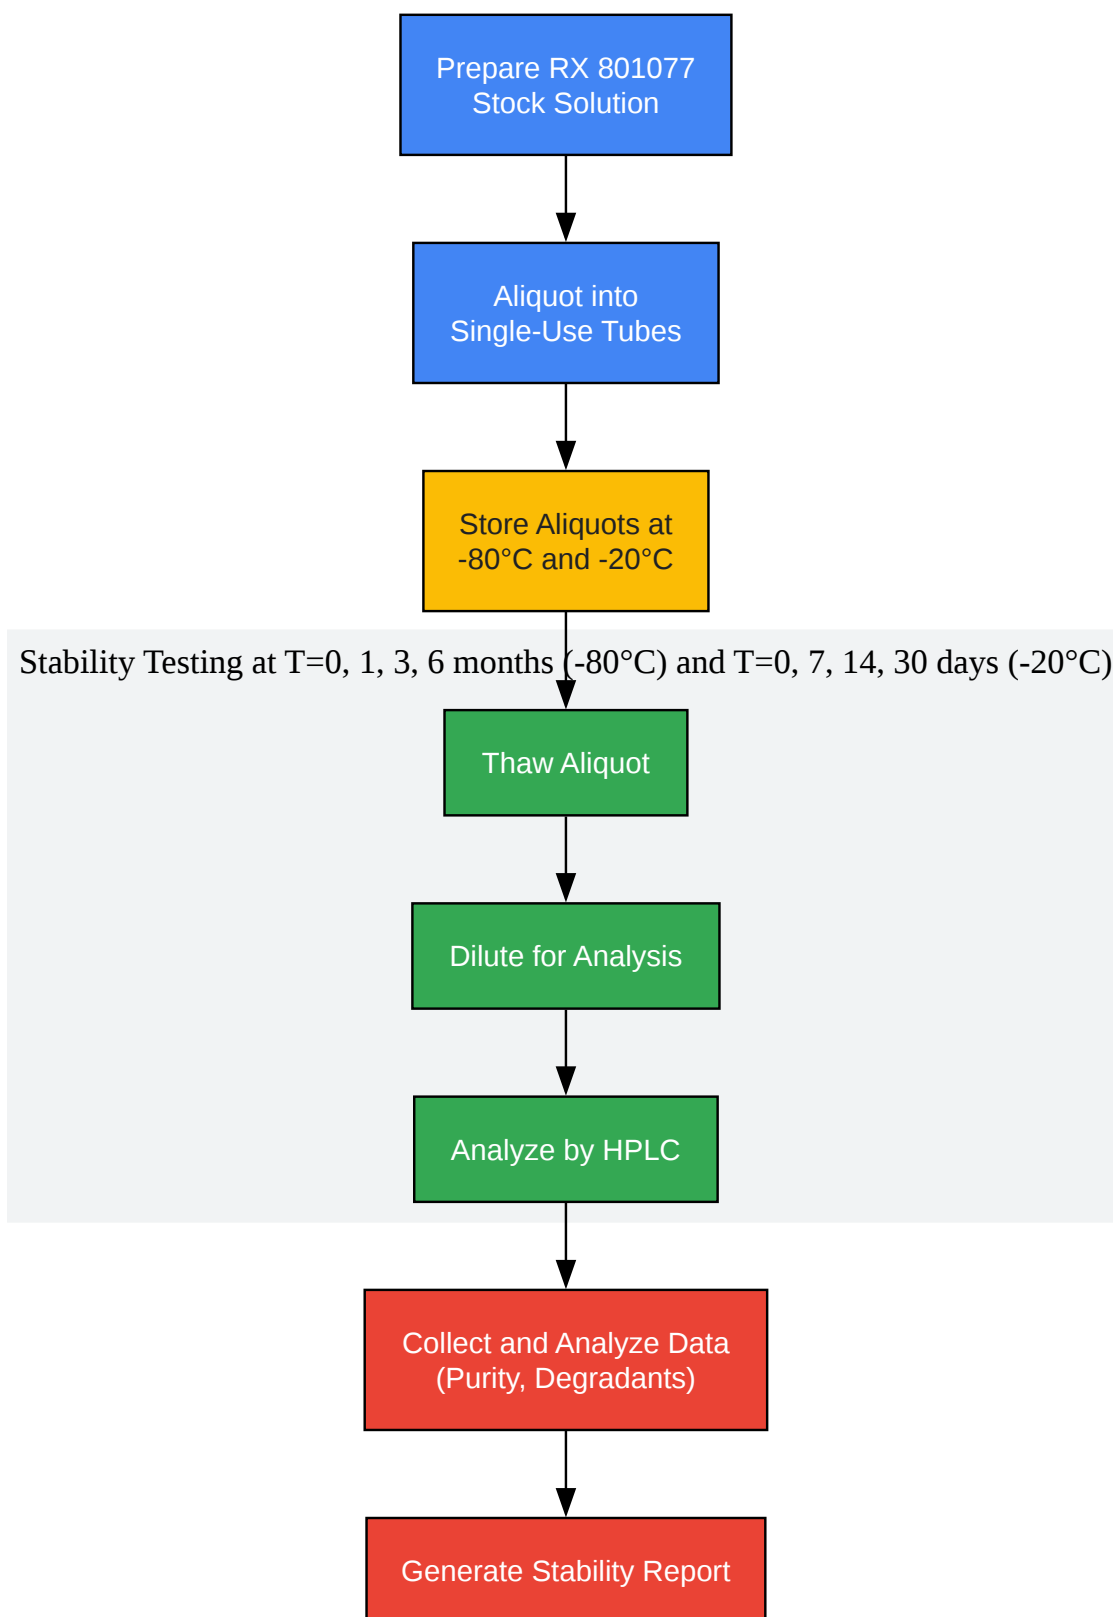 Prepare RX 801077
Stock Solution
Aliquot into
Single-Use Tubes
Store Aliquots at
-80°C and -20°C
Stability Testing at T=0, 1, 3, 6 months (-80°C) and T=0, 7, 14, 30 days (-20°C)
Thaw Aliquot
Dilute for Analysis
Analyze by HPLC
Collect and Analyze Data
(Purity, Degradants)
Generate Stability Report